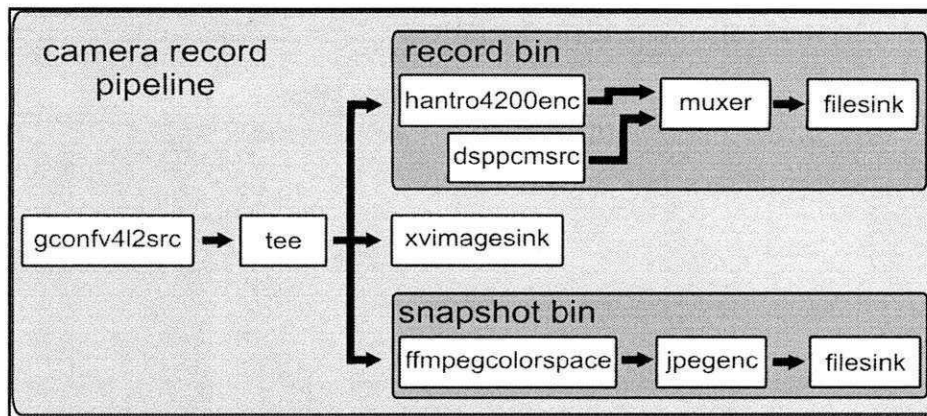 camera record
pipeline
record bin
hantro4200enc
muxer
filesink
dsppcmsrc
gconfv4l2src
tee
xvimagesink
snapshot bin
ffmpegcolorspace
jpegenc
filesink